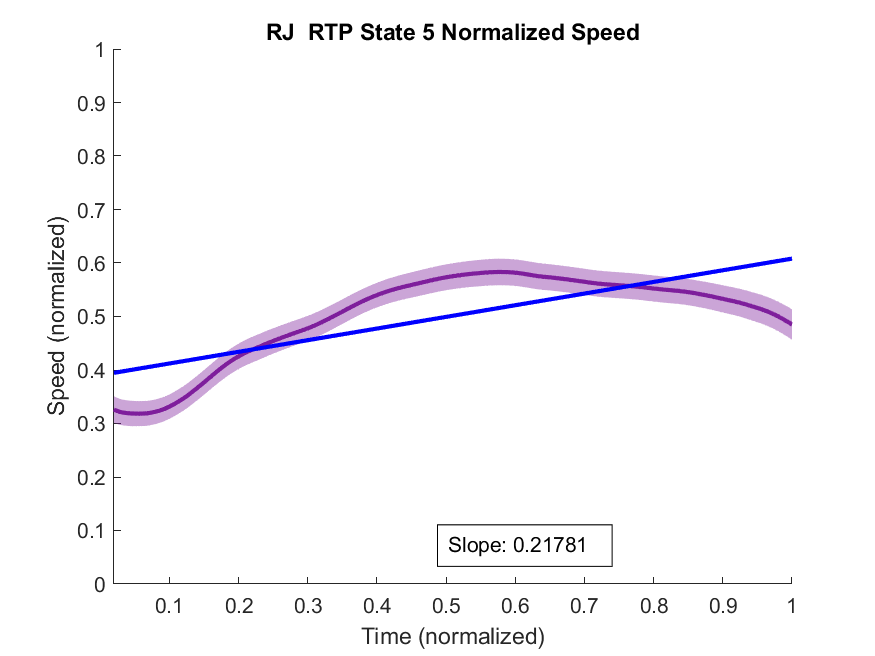 RJ  RTP State 5 Normalized Speed
1
0.9
0.8
0.7
0.6
0.5
0.4
0.3
0.2
0.1
0
Speed (normalized)
Slope: 0.21781
0.1 0.2 0.3 0.4 0.5 0.6 0.7 0.8 0.9 1
Time (normalized)